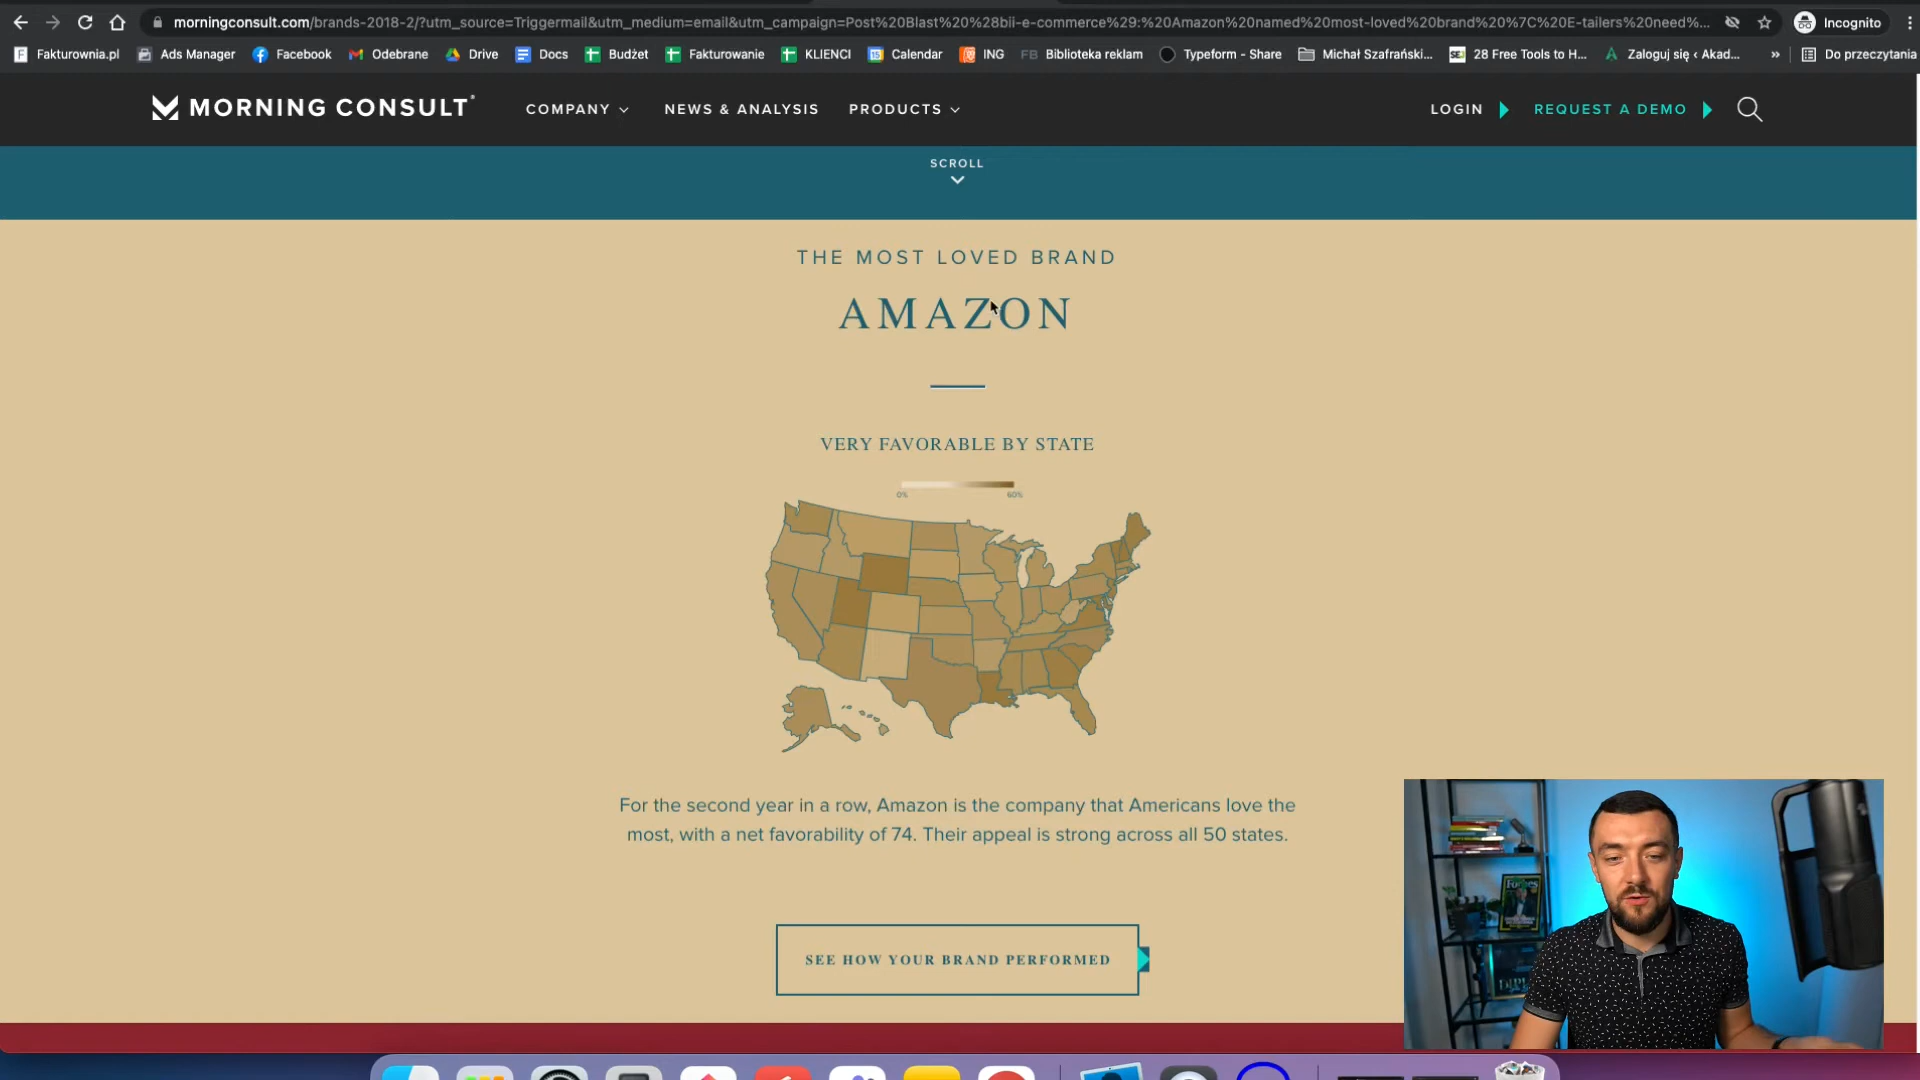 morningconsult.com/brands-2018-2/?utm_source=Triggermail&utm_medium=email&utm_campaign=Post%20Blast%20%28bii-e-commerce%29:%20Amazon%20named%20most-loved%20brand%20%7C%20E-tailers%20need%...
Incognito
Fakturownia.pl Ads Manager Facebook Odebrane Drive Docs Budżet Fakturowanie KLIENCI Calendar ING FB Biblioteka reklam Typeform - Share Michał Szafrański... 28 Free Tools to H... Zaloguj się ‹ Akad... » Do przeczytania
MORNING CONSULT® COMPANY NEWS & ANALYSIS PRODUCTS LOGIN REQUEST A DEMO
SCROLL
THE MOST LOVED BRAND
AMAZON
VERY FAVORABLE BY STATE
0% 60%
For the second year in a row, Amazon is the company that Americans love the
most, with a net favorability of 74. Their appeal is strong across all 50 states.
SEE HOW YOUR BRAND PERFORMED
Forbes